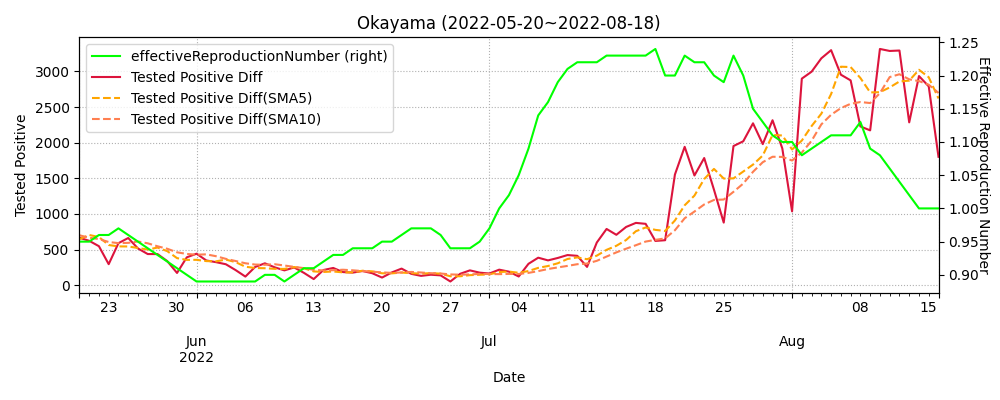 Okayama (2022-05-20~2022-08-18)
effectiveReproductionNumber (right)
Tested Positive Diff
Tested Positive Diff(SMA5)
Tested Positive Diff(SMA10)
Tested Positive
3000
2500
2000
1500
1000
500
0
1.25
1.20
1.15
1.10
1.05
1.00
0.95
0.90
Effective Reproduction Number
23 30 06 13 20 27 04 11 18 25 08 15
Jun Jul Aug
2022
Date